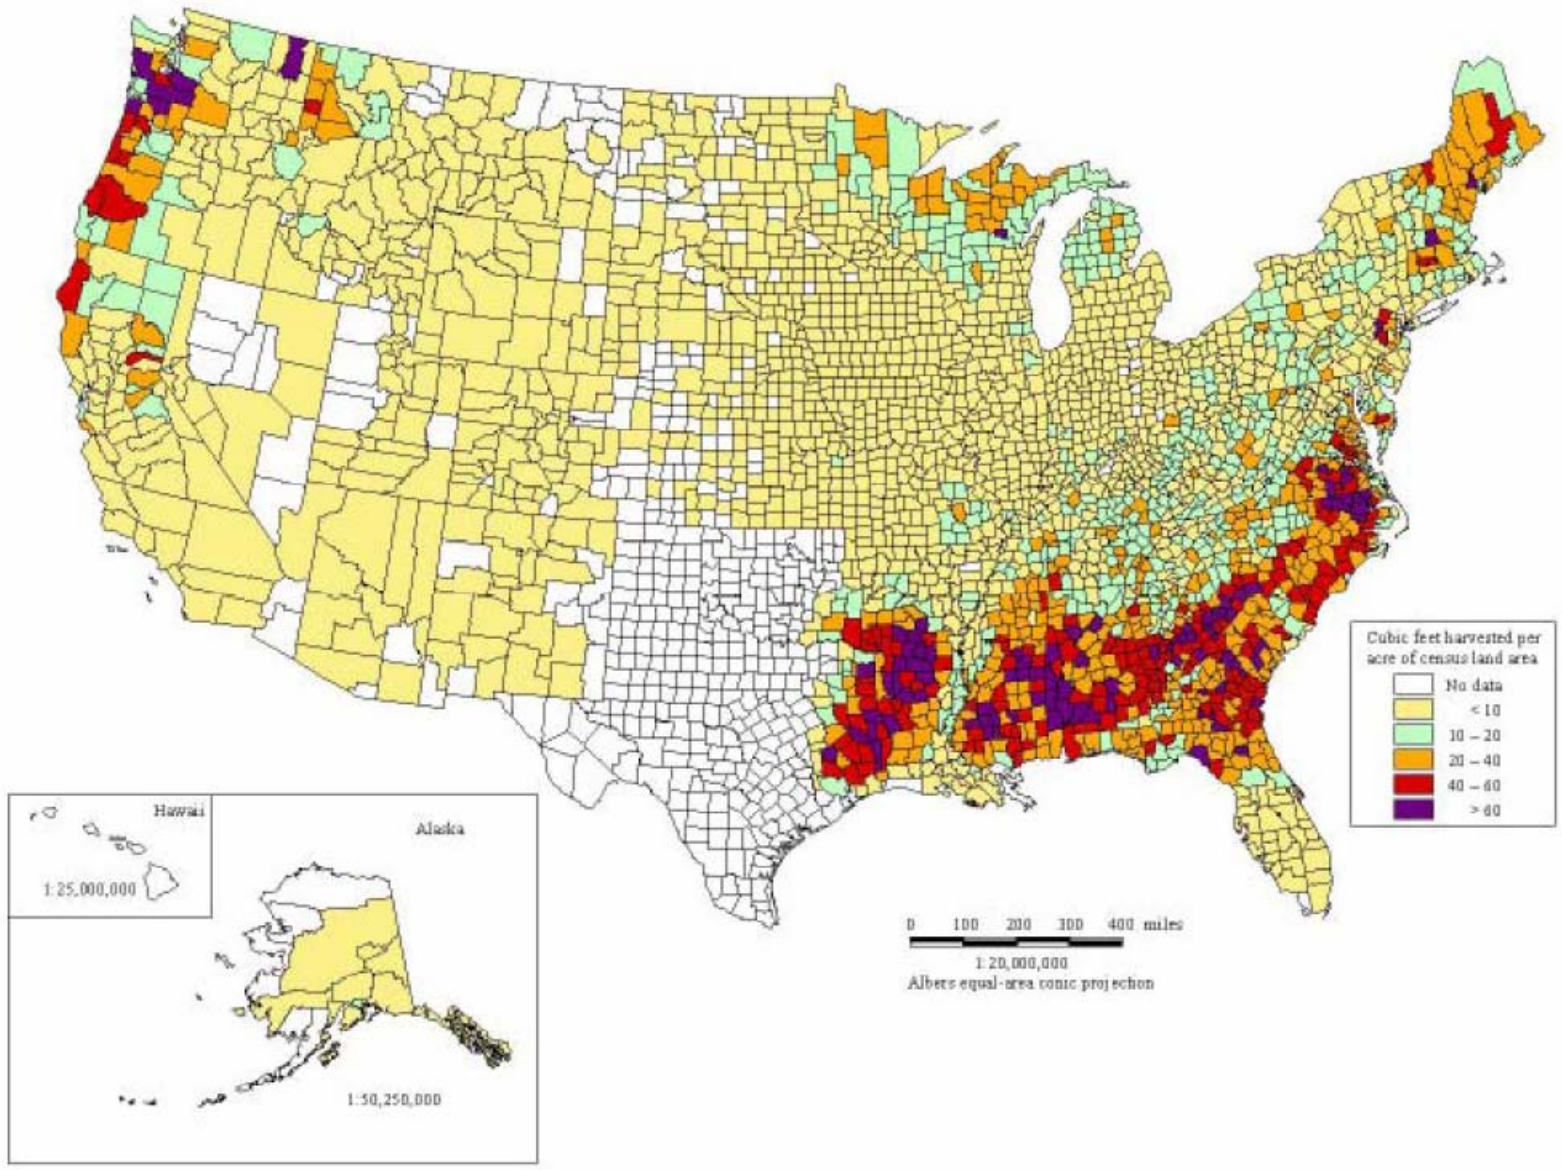 Cubic feet harvested per
acre of census land area
No data
< 10
10 – 20
20 – 40
40 – 60
> 60
Hawaii
1:25,000,000
Alaska
1:50,250,000
0 100 200 300 400 miles
1:20,000,000
Albers equal-area conic projection